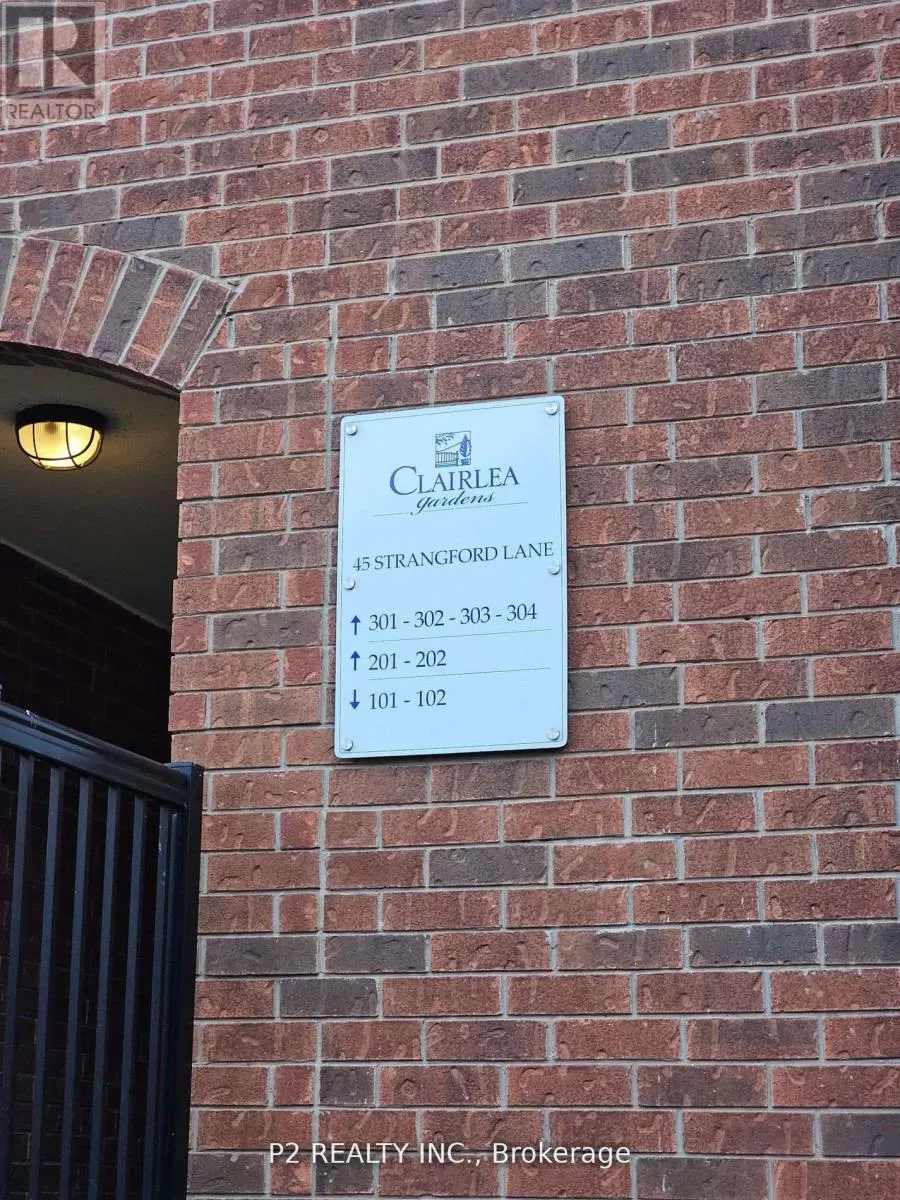 REALTOR
CLAIRLEA
gardens
45 STRANGFORD LANE
↑ 301 - 302 - 303 - 304
↑ 201 - 202
↓ 101 - 102
P2 REALTY INC., Brokerage